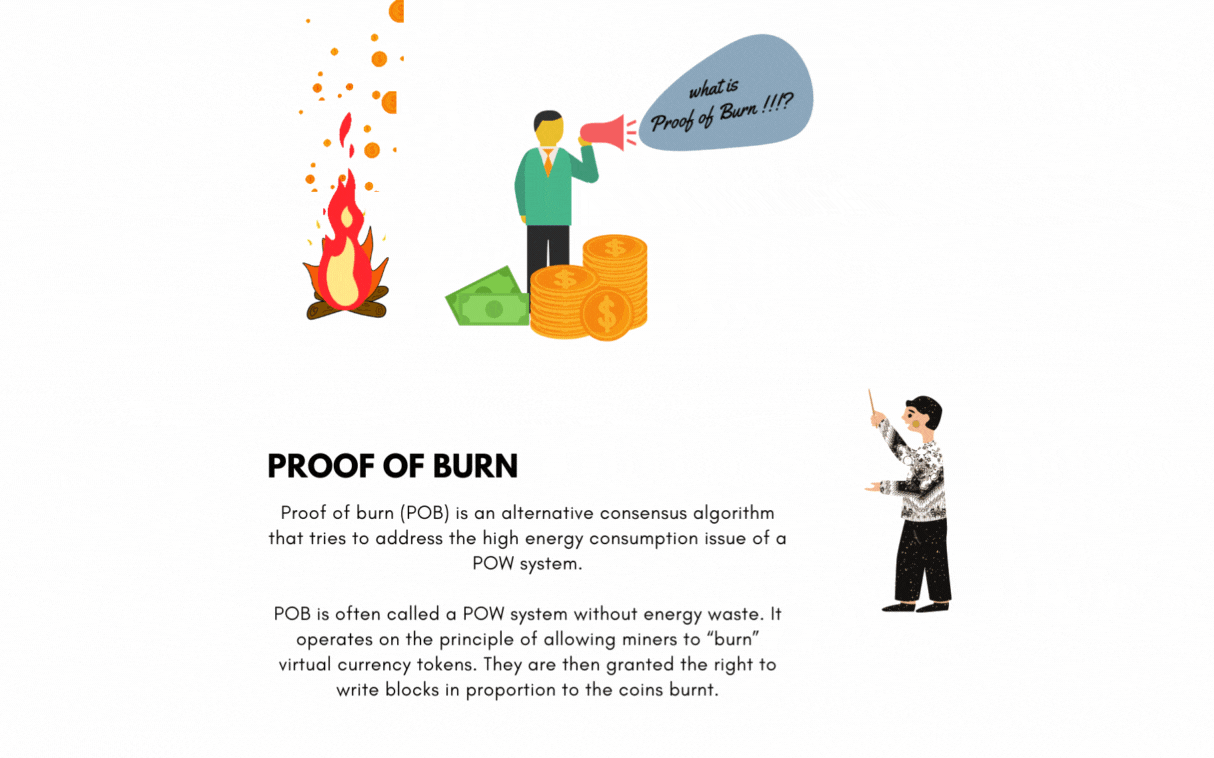 what is
Proof of Burn !!!?
PROOF OF BURN
Proof of burn (POB) is an alternative consensus algorithm
that tries to address the high energy consumption issue of a
POW system.
POB is often called a POW system without energy waste. It
operates on the principle of allowing miners to “burn”
virtual currency tokens. They are then granted the right to
write blocks in proportion to the coins burnt.